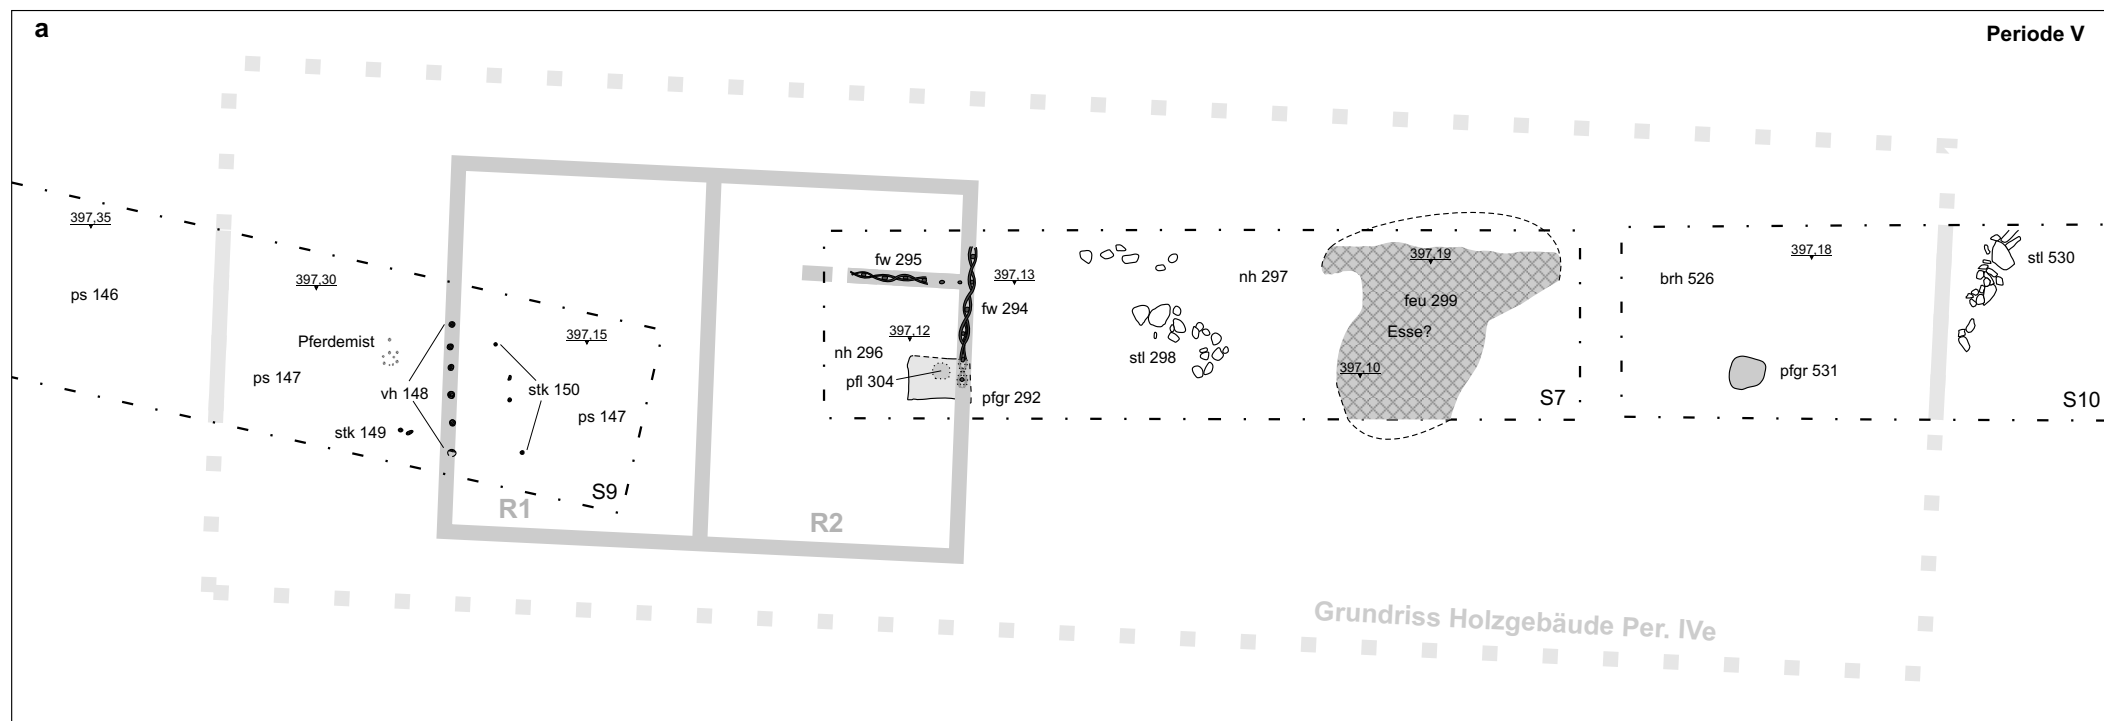 a
Periode V
397,35
ps 146
397,30
Pferdemist
ps 147
vh 148
stk 149
stk 150
397,15
ps 147
S9
R1
R2
fw 295
397,12
nh 296
pfl 304
397,13
fw 294
pfgr 292
stl 298
nh 297
397,19
feu 299
Esse?
397,10
S7
brh 526
397,18
pfgr 531
stl 530
S10
Grundriss Holzgebäude Per. IVe